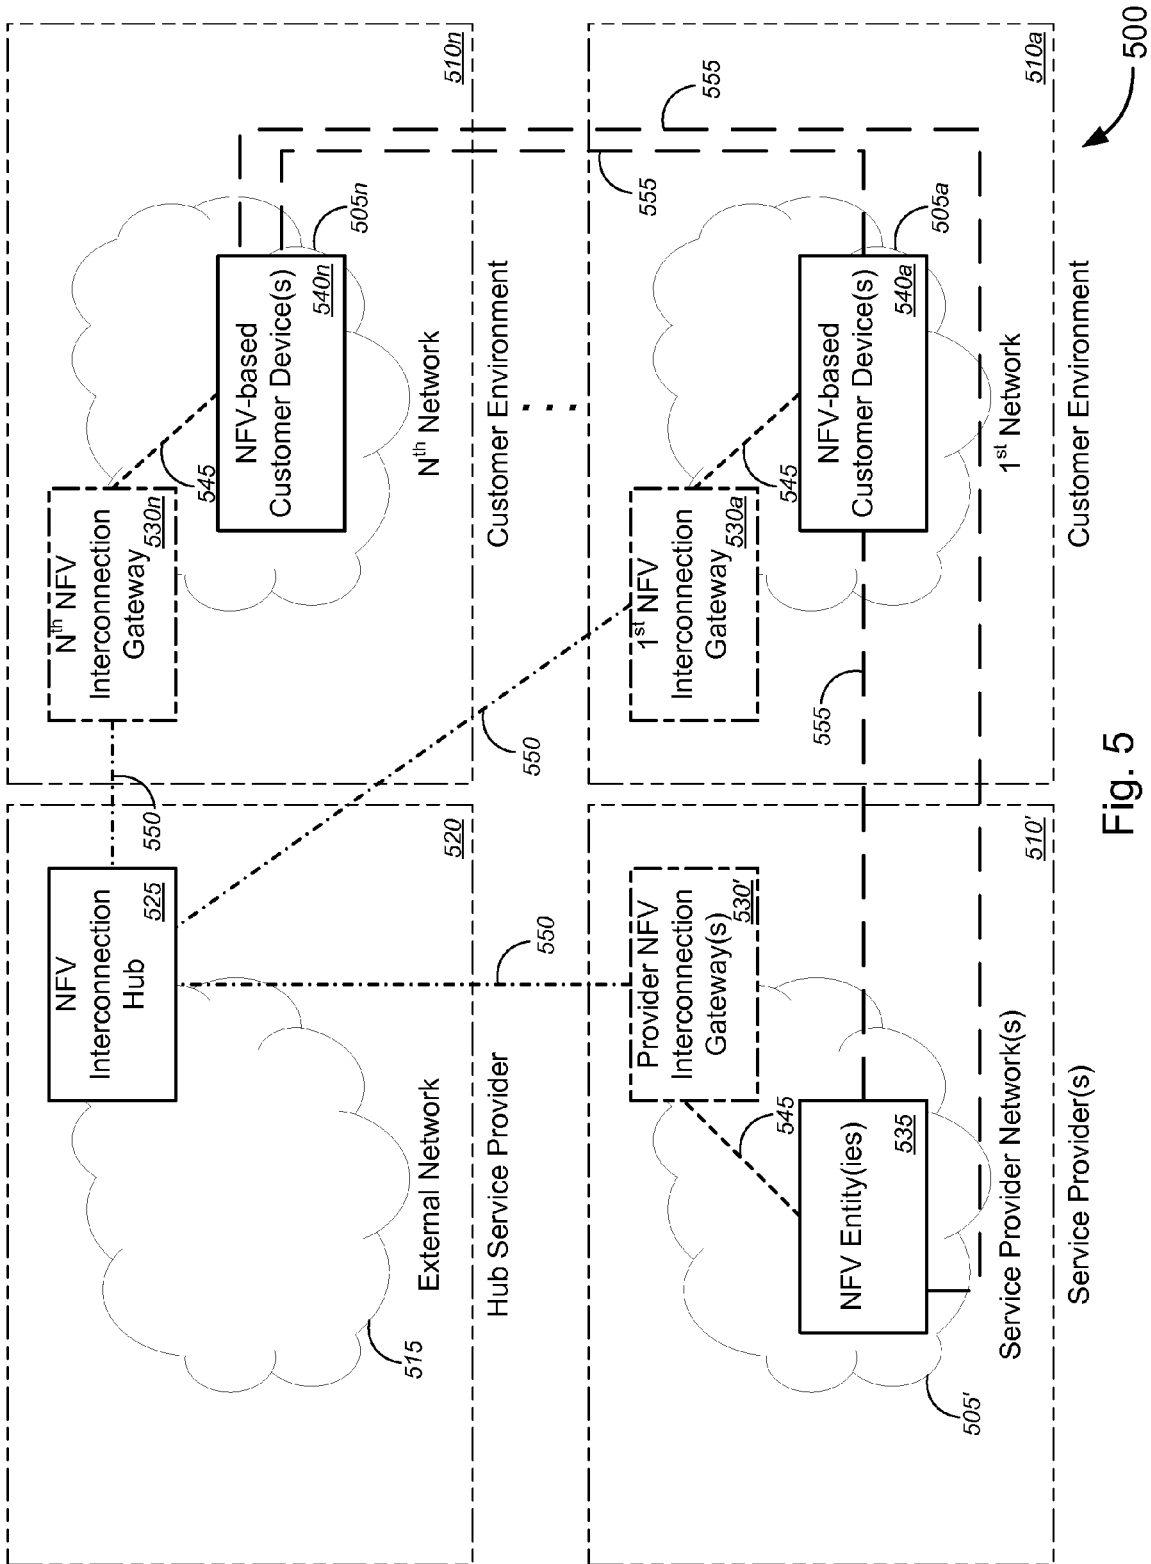 NFV
Interconnection
Hub
525
External Network
515
520
Hub Service Provider
550
550
550
Provider NFV
Interconnection
Gateway(s)
530'
545
NFV Entity(ies)
535
505'
Service Provider Network(s)
510'
Service Provider(s)
Nth NFV
Interconnection
Gateway
530n
545
NFV-based
Customer Device(s)
540n
505n
Nth Network
510n
Customer Environment
...
1st NFV
Interconnection
Gateway
530a
545
NFV-based
Customer Device(s)
540a
505a
1st Network
510a
Customer Environment
555
555
555
500
Fig. 5